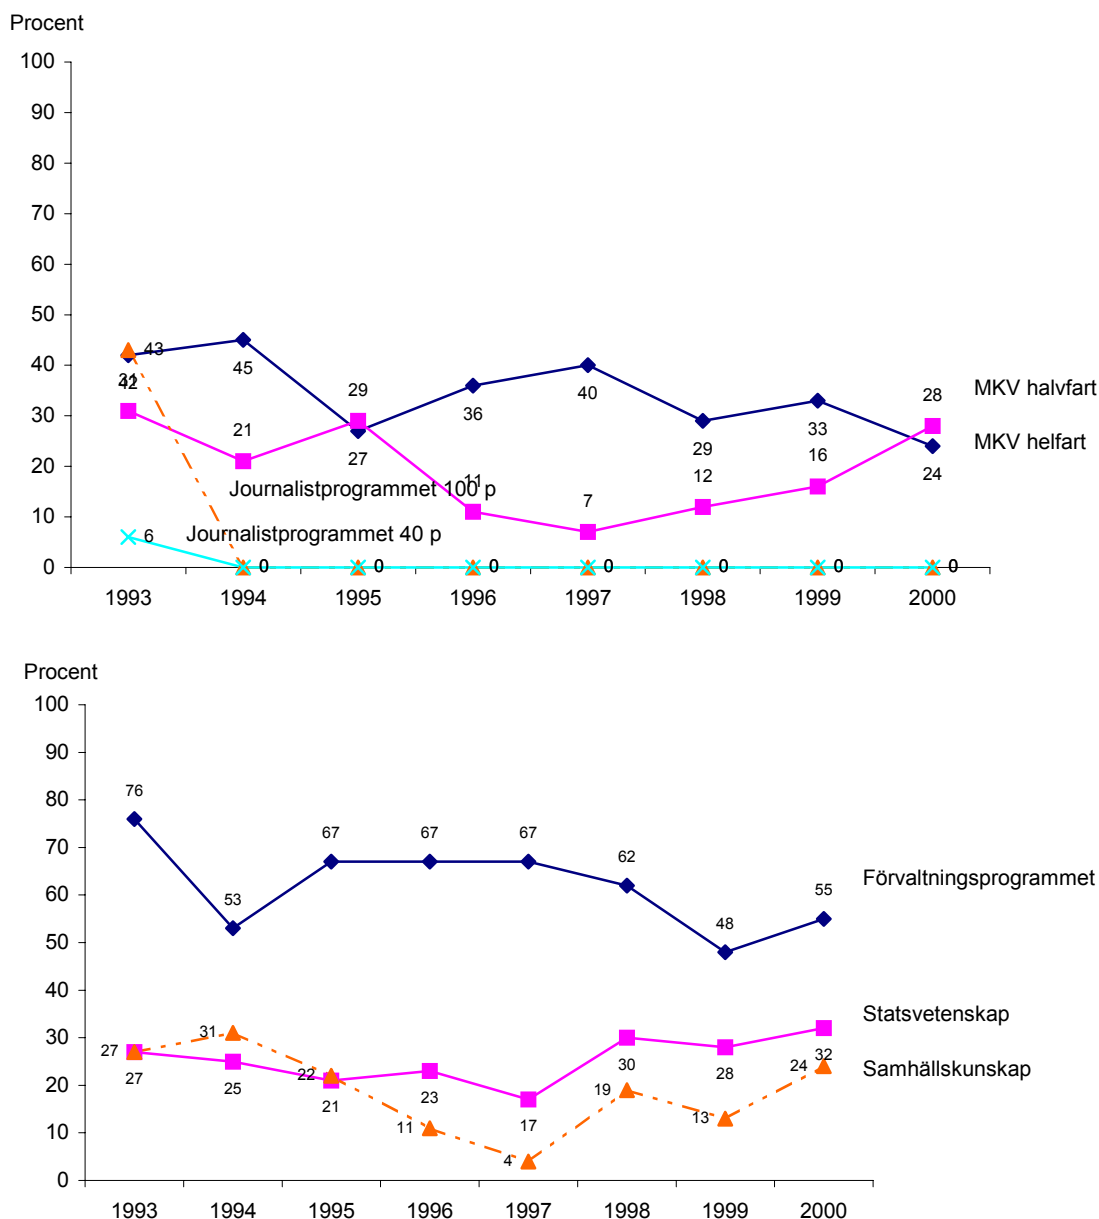 Procent
100
90
80
70
60
50
40
30
20
10
0
43
42
31
45
21
29
27
36
11
40
7
29
12
33
16
28
24
6
0 0 0 0 0 0 0
MKV halvfart
MKV helfart
Journalistprogrammet 100 p
Journalistprogrammet 40 p
1993 1994 1995 1996 1997 1998 1999 2000
Procent
100
90
80
70
60
50
40
30
20
10
0
76 53 67 67 67 62 48 55
Förvaltningsprogrammet
27 25 21 23 17 30 28 32
Statsvetenskap
27 31 22 11 4 19 13 24
Samhällskunskap
1993 1994 1995 1996 1997 1998 1999 2000